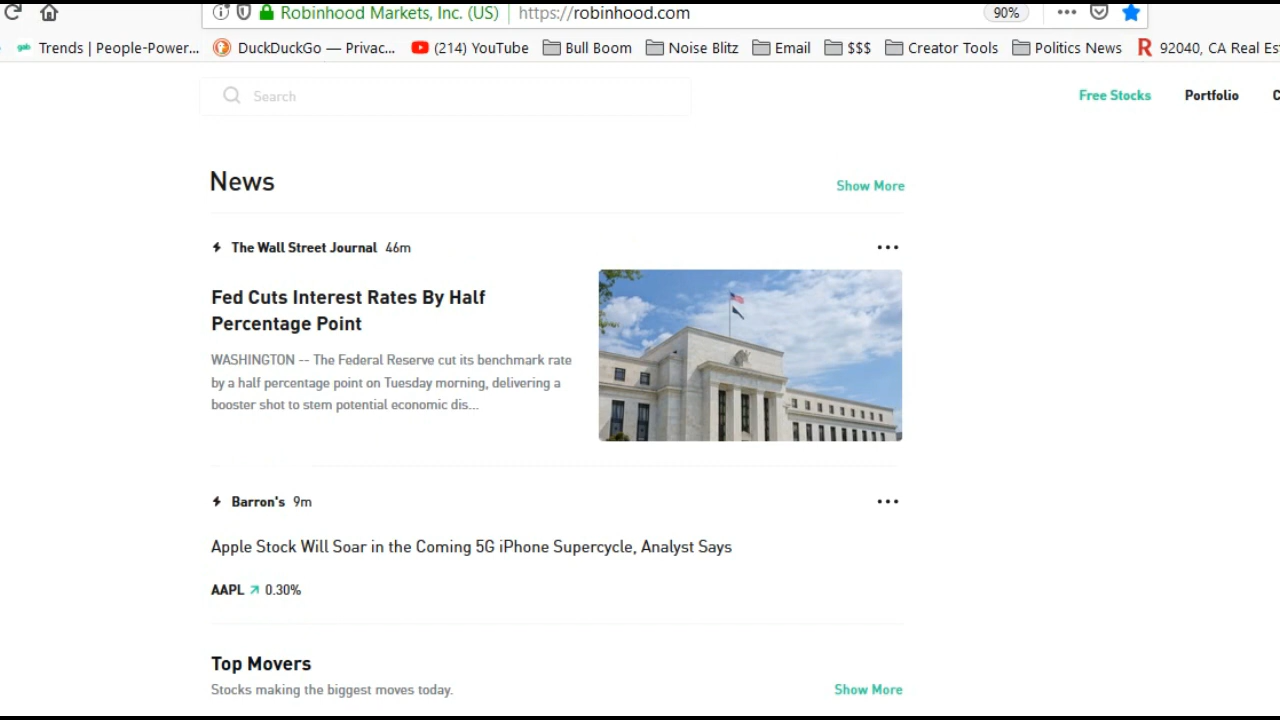 Robinhood Markets, Inc. (US) https://robinhood.com 90%
gab Trends | People-Power... DuckDuckGo — Privac... (214) YouTube Bull Boom Noise Blitz Email $$$ Creator Tools Politics News R 92040, CA Real Es
Search Free Stocks Portfolio C
News Show More
The Wall Street Journal 46m
Fed Cuts Interest Rates By Half
Percentage Point
WASHINGTON -- The Federal Reserve cut its benchmark rate
by a half percentage point on Tuesday morning, delivering a
booster shot to stem potential economic dis...
Barron's 9m
Apple Stock Will Soar in the Coming 5G iPhone Supercycle, Analyst Says
AAPL 0.30%
Top Movers
Stocks making the biggest moves today. Show More